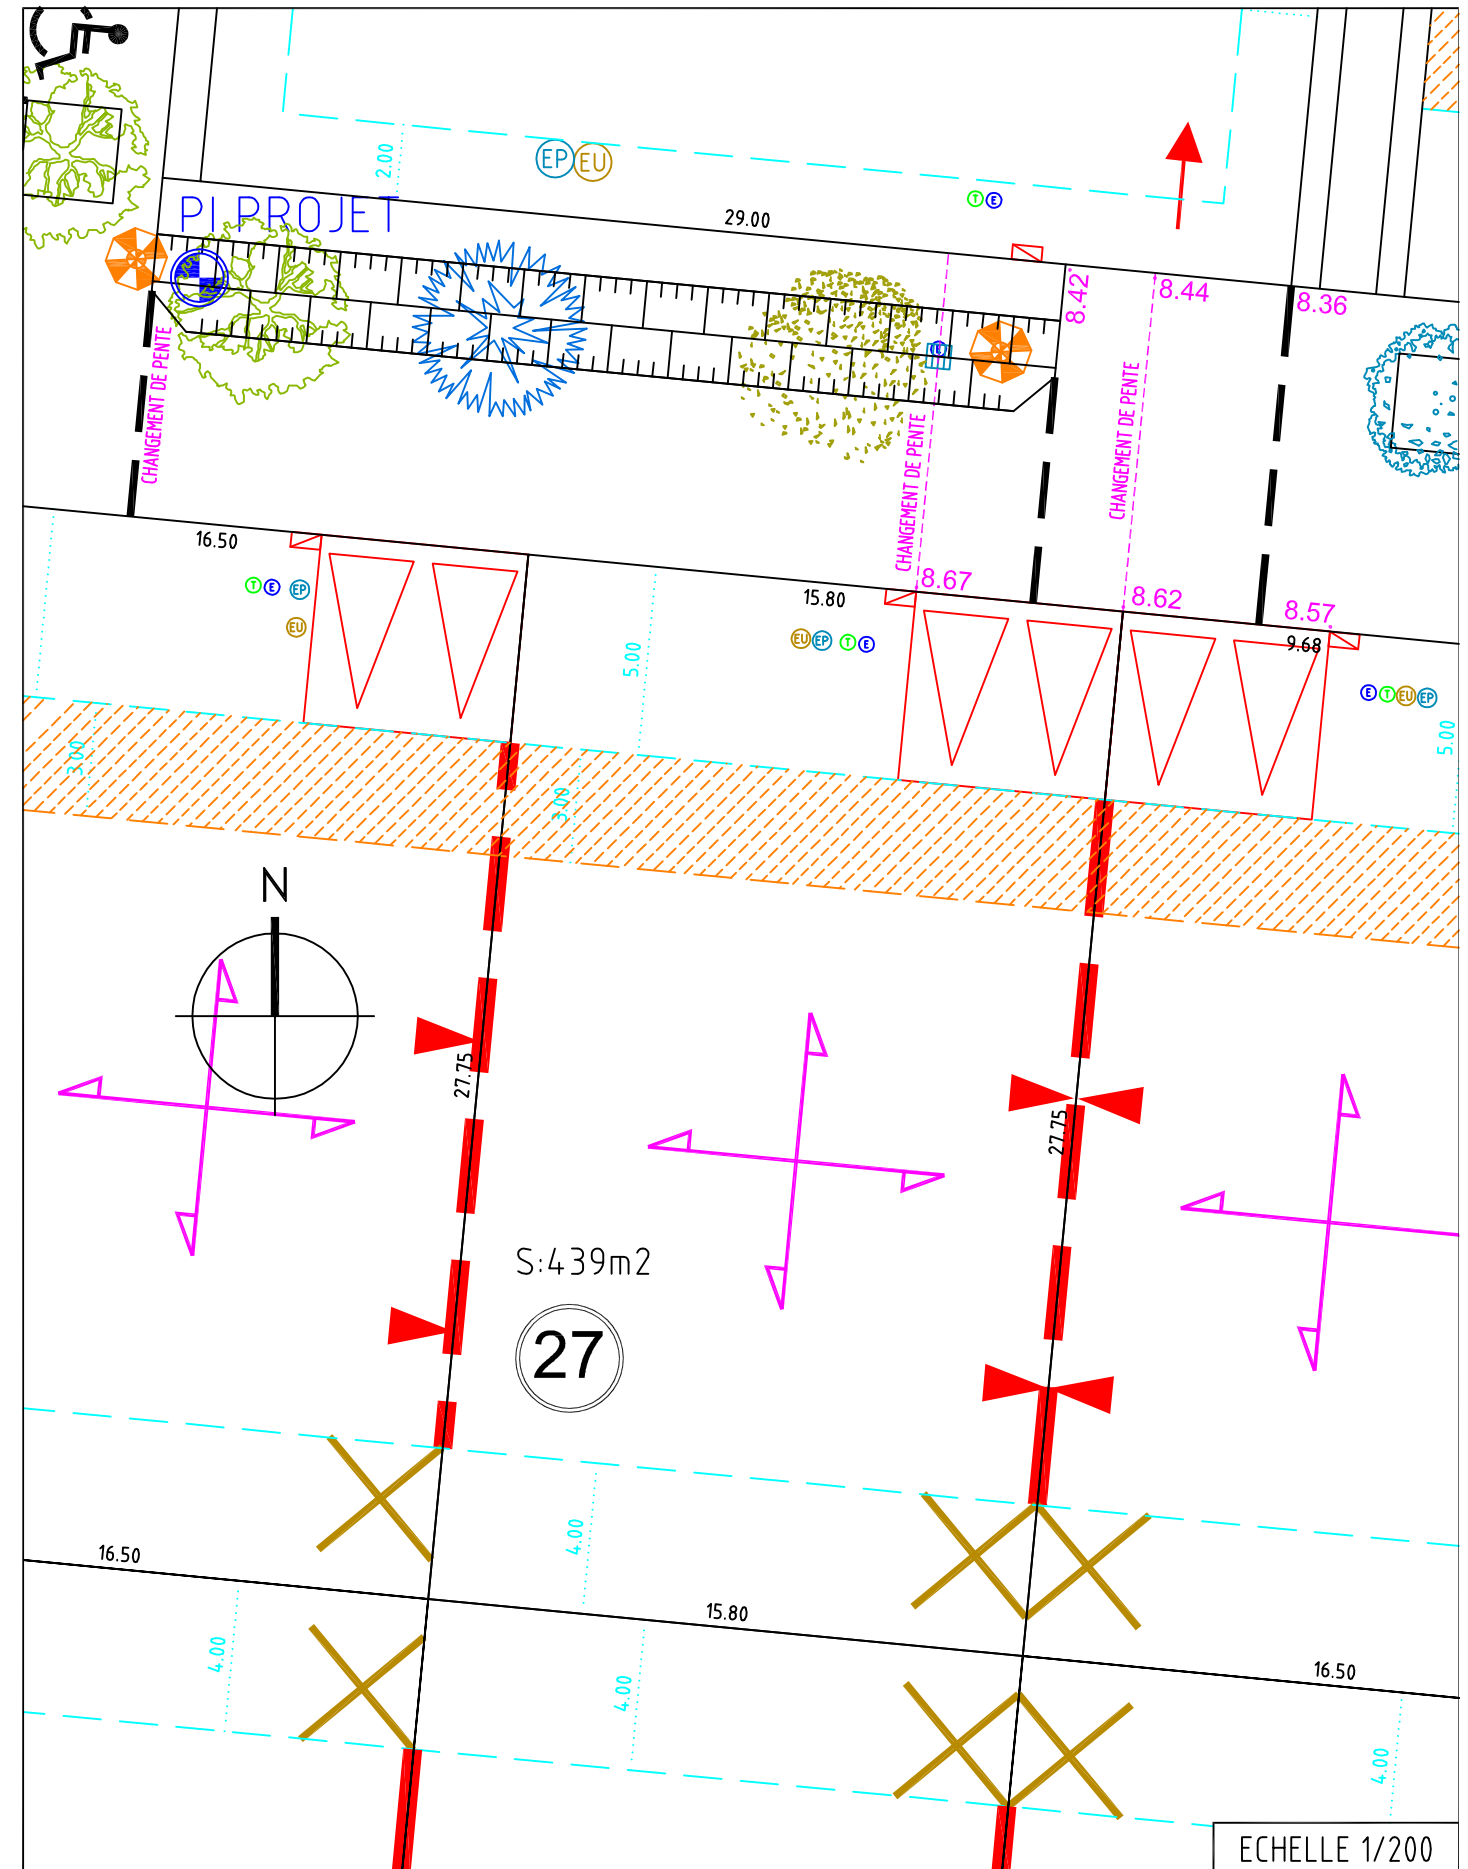 2.00
EP EU
T E
PI PROJET
29.00
8.42
8.44
8.36
E
CHANGEMENT DE PENTE
CHANGEMENT DE PENTE
CHANGEMENT DE PENTE
16.50
8.67
8.62
8.57
15.80
9.68
T E EP
EU
EU EP T E
5.00
E T EU EP
5.00
3.00
3.00
N
27.75
27.75
S:439m2
27
4.00
16.50
15.80
4.00
4.00
16.50
4.00
ECHELLE 1/200